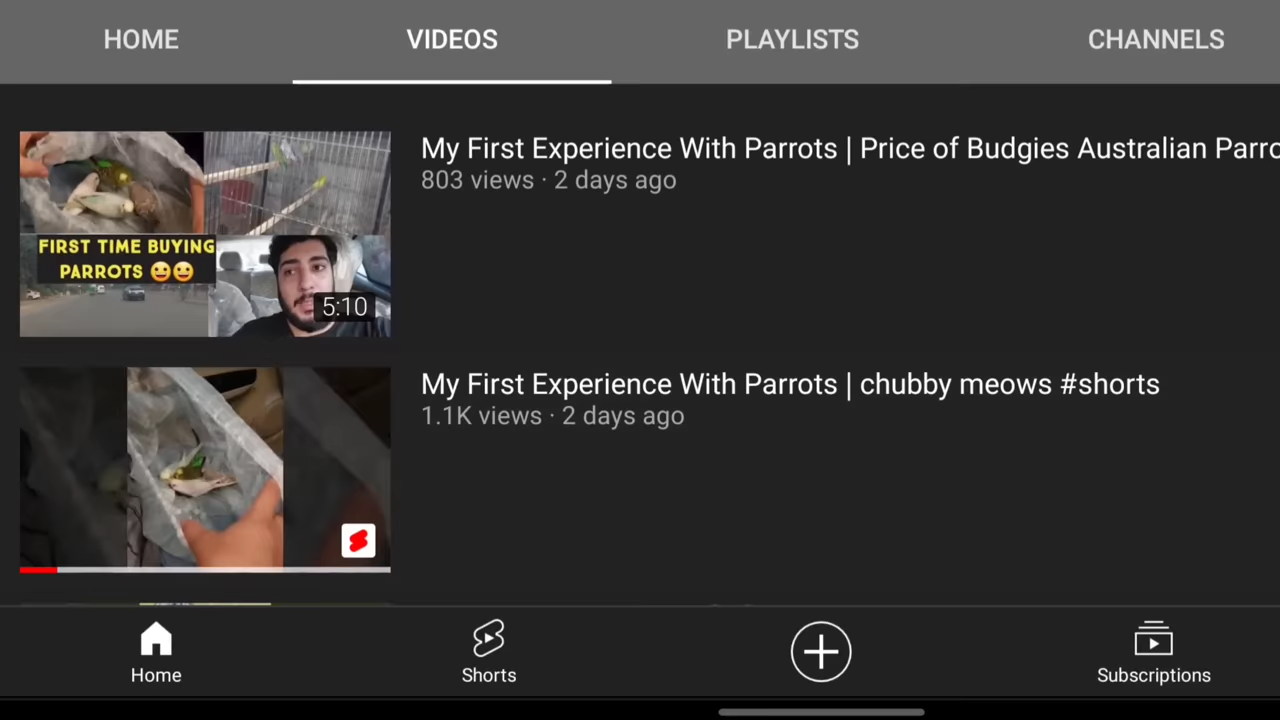 HOME VIDEOS PLAYLISTS CHANNELS
FIRST TIME BUYING
PARROTS 😀😀
5:10
My First Experience With Parrots | Price of Budgies Australian Parro
803 views · 2 days ago
My First Experience With Parrots | chubby meows #shorts
1.1K views · 2 days ago
Home Shorts Subscriptions